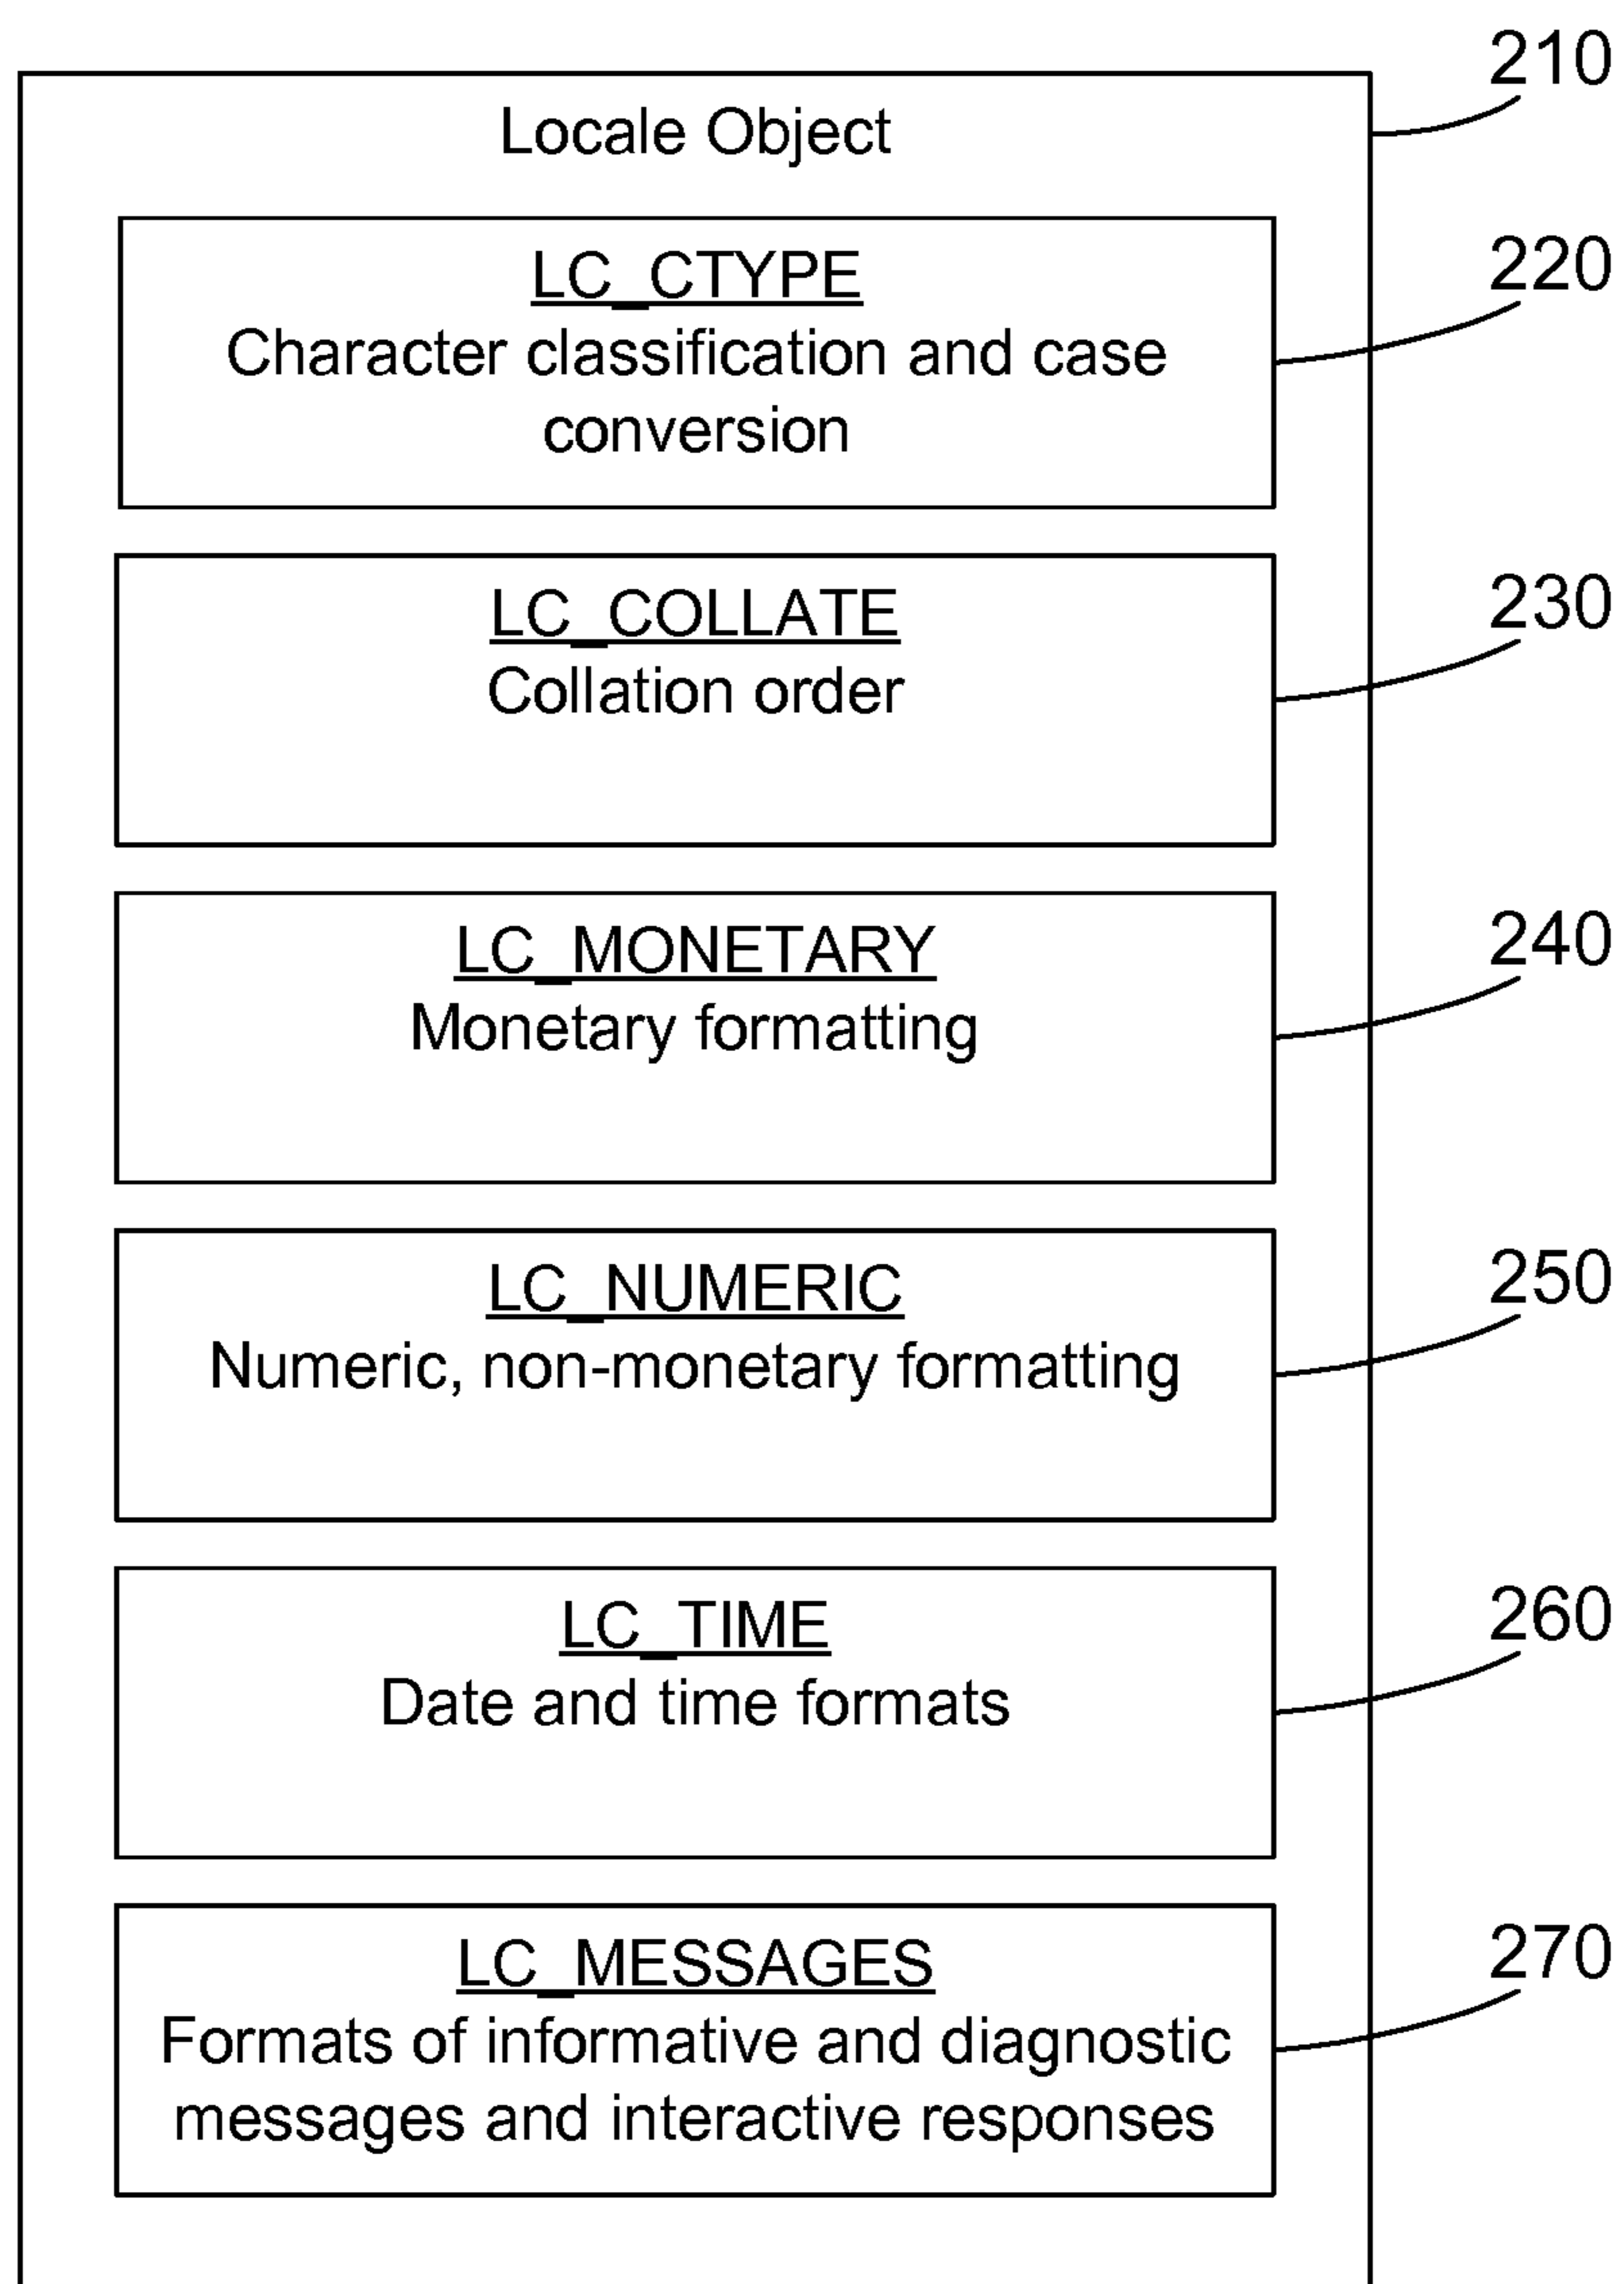 210
Locale Object
220
LC_CTYPE
Character classification and case
conversion
230
LC_COLLATE
Collation order
240
LC_MONETARY
Monetary formatting
250
LC_NUMERIC
Numeric, non-monetary formatting
260
LC_TIME
Date and time formats
270
LC_MESSAGES
Formats of informative and diagnostic
messages and interactive responses